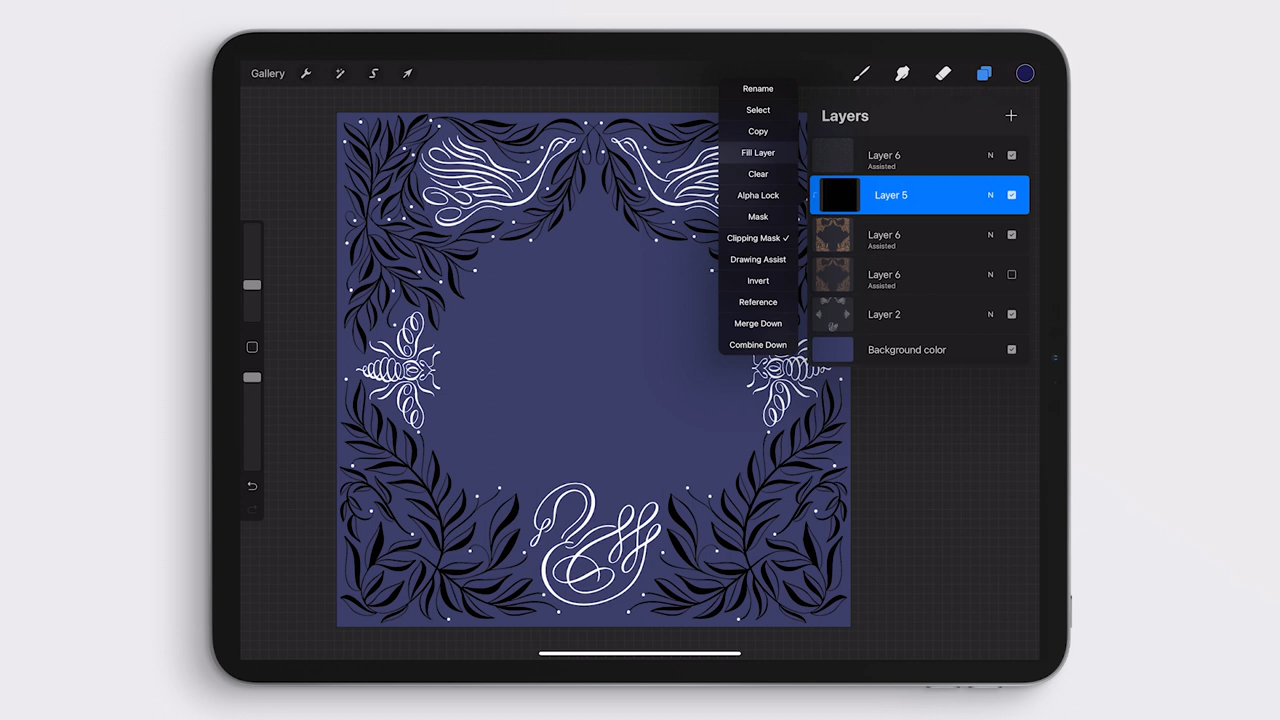 Gallery
Rename
Select
Copy
Fill Layer
Clear
Alpha Lock
Mask
Clipping Mask ✓
Drawing Assist
Invert
Reference
Merge Down
Combine Down
Layers
Layer 6 N
Assisted
Layer 5 N
Layer 6 N
Assisted
Layer 6 N
Assisted
Layer 2 N
Background color